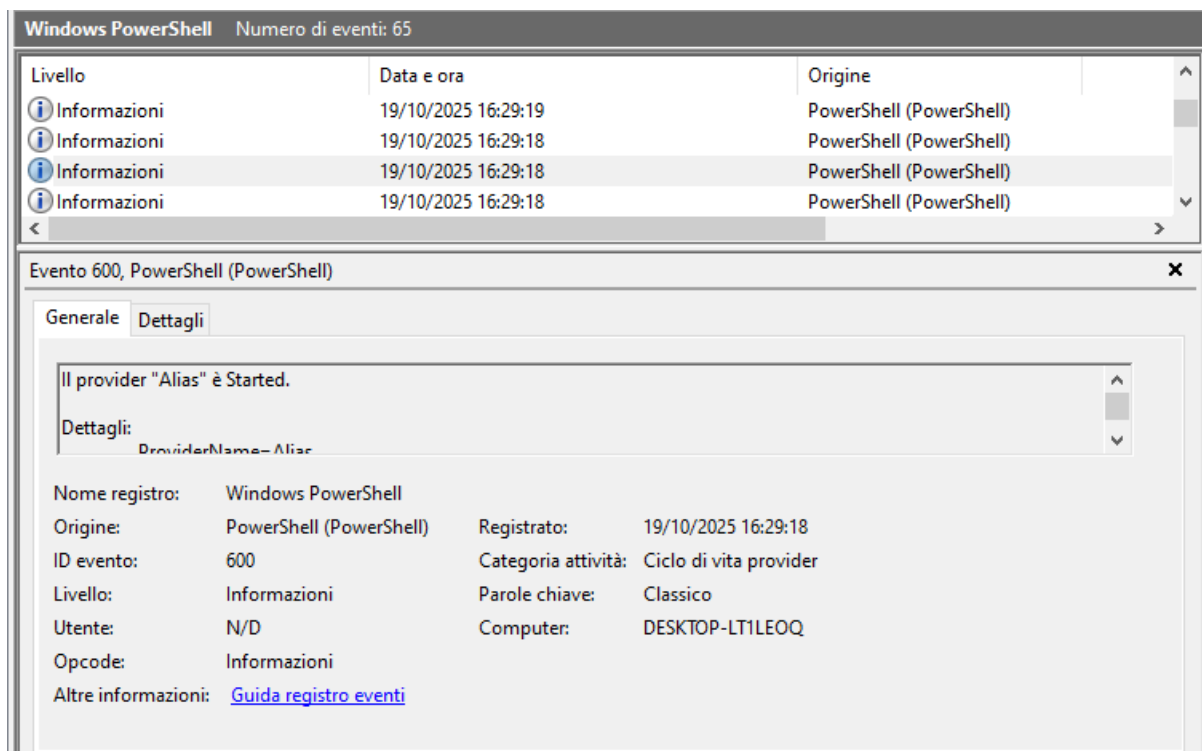 Windows PowerShell Numero di eventi: 65
Livello Data e ora Origine
Informazioni 19/10/2025 16:29:19 PowerShell (PowerShell)
Informazioni 19/10/2025 16:29:18 PowerShell (PowerShell)
Informazioni 19/10/2025 16:29:18 PowerShell (PowerShell)
Informazioni 19/10/2025 16:29:18 PowerShell (PowerShell)
Evento 600, PowerShell (PowerShell)
Generale Dettagli
Il provider "Alias" è Started.
Dettagli:
ProviderName=Alias
Nome registro: Windows PowerShell
Origine: PowerShell (PowerShell) Registrato: 19/10/2025 16:29:18
ID evento: 600 Categoria attività: Ciclo di vita provider
Livello: Informazioni Parole chiave: Classico
Utente: N/D Computer: DESKTOP-LT1LEOQ
Opcode: Informazioni
Altre informazioni: Guida registro eventi